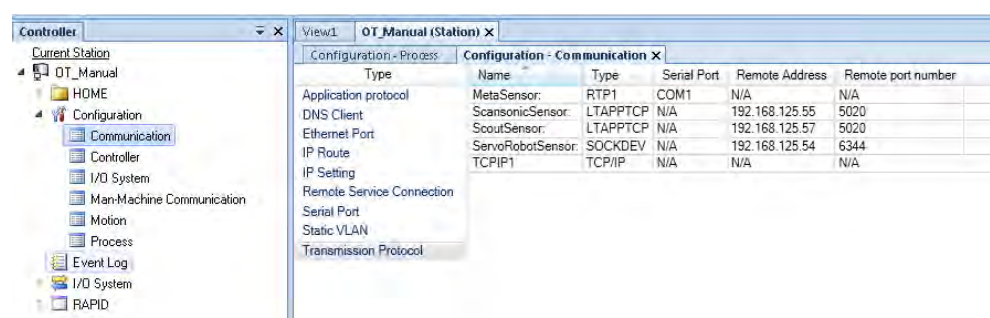 Controller
Current Station
OT_Manual
HOME
Configuration
Communication
Controller
I/O System
Man-Machine Communication
Motion
Process
Event Log
I/O System
RAPID
View1 OT_Manual (Station)
Configuration - Process Configuration - Communication
Type
Application protocol
DNS Client
Ethernet Port
IP Route
IP Setting
Remote Service Connection
Serial Port
Static VLAN
Transmission Protocol
Name Type Serial Port Remote Address Remote port number
MetaSensor: RTP1 COM1 N/A N/A
ScansonicSensor: LTAPPTCP N/A 192.168.125.55 5020
ScoutSensor: LTAPPTCP N/A 192.168.125.57 5020
ServoRobotSensor: SOCKDEV N/A 192.168.125.54 6344
TCPIP1 TCP/IP N/A N/A N/A